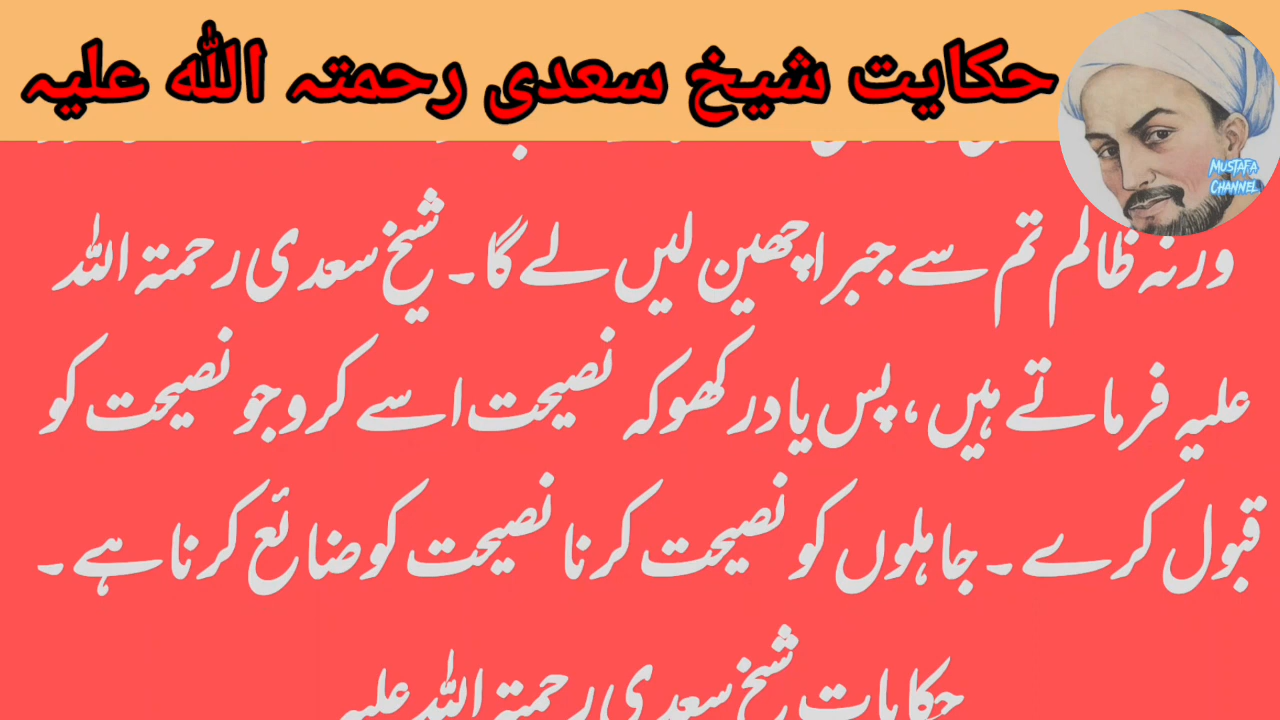 حکایت شیخ سعدی رحمتہ اللہ علیہ
MUSTAFA
CHANNEL
ورنہ ظالم تم سے جبراً چھین لیں لے گا۔ شیخ سعدی رحمتہ اللہ
علیہ فرماتے ہیں، پس یاد رکھو کہ نصیحت اسے کرو جو نصیحت کو
قبول کرے۔ جاہلوں کو نصیحت کرنا نصیحت کو ضائع کرنا ہے۔
حکایات شیخ سعدی رحمتہ اللہ علیہ